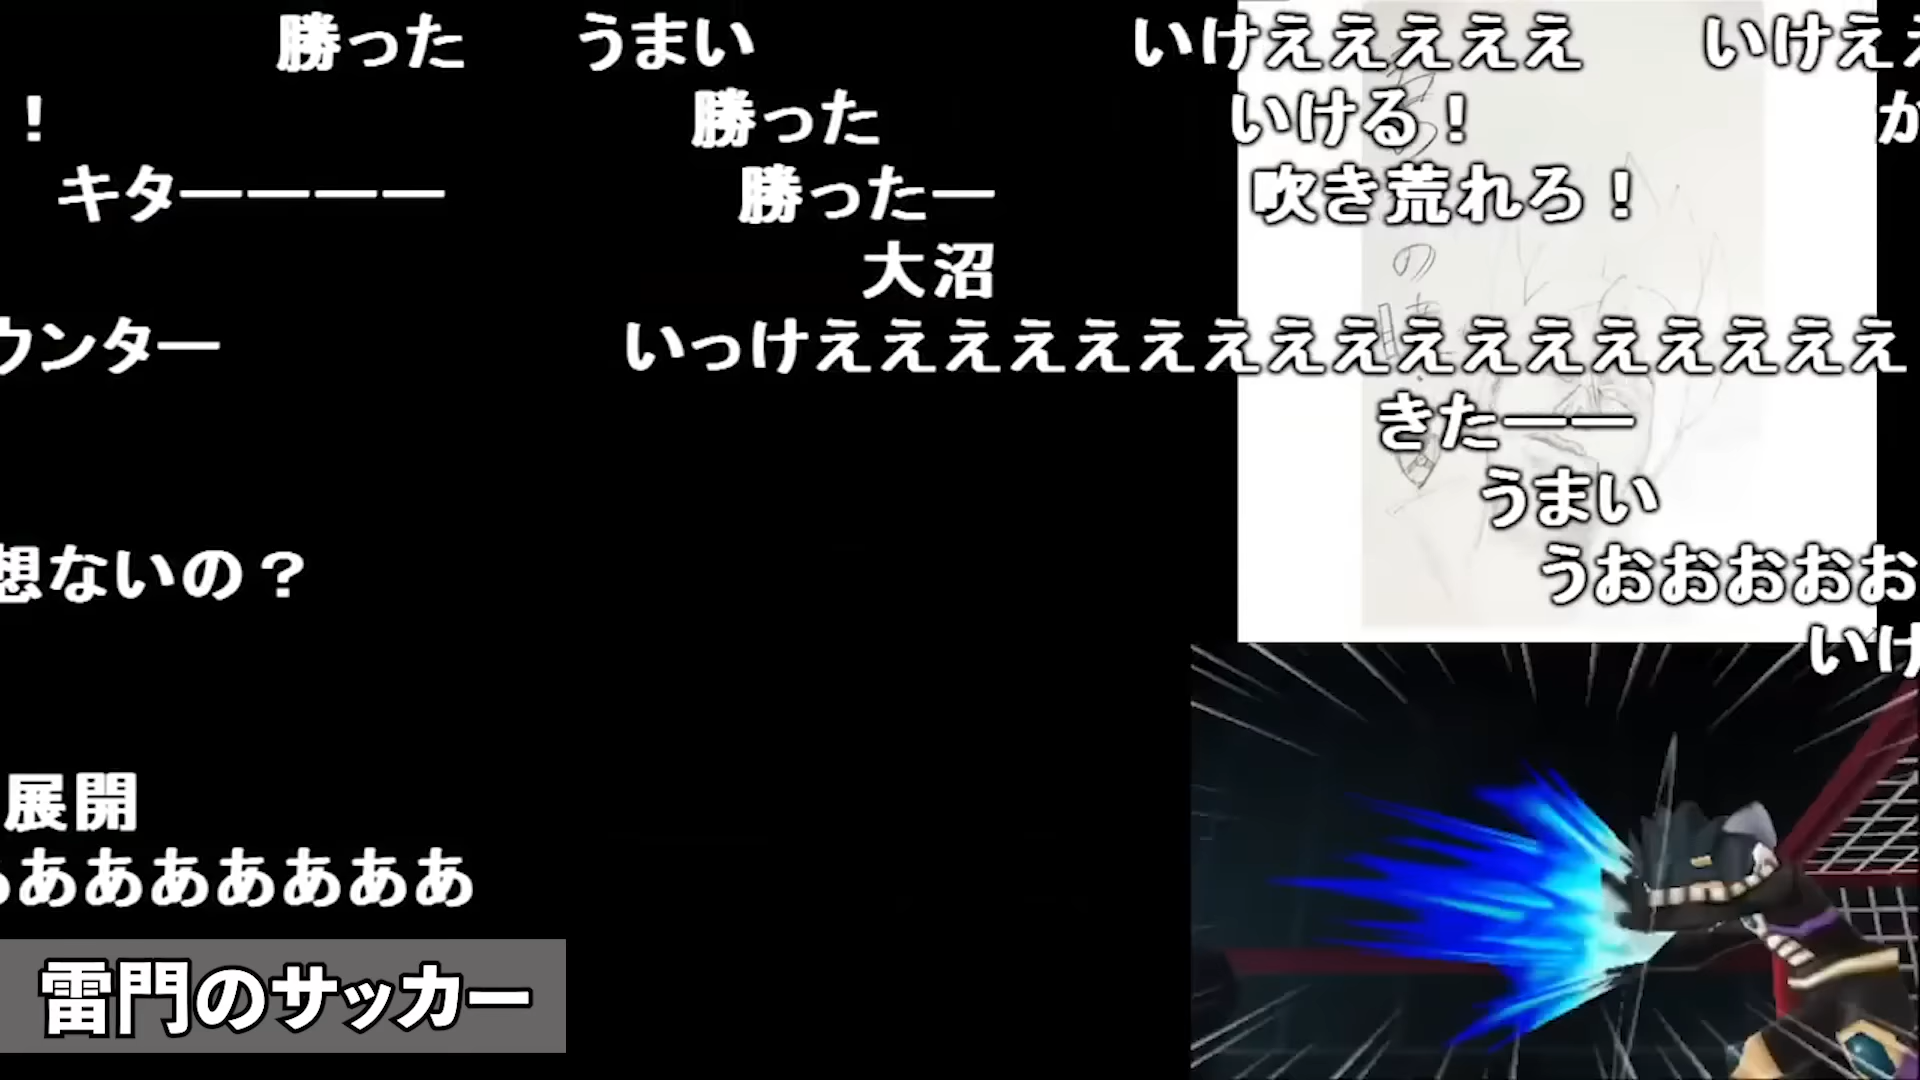 勝った うまい いけえええええ いけええ
！ 勝った いける！ か
キターーーー 勝ったー 吹き荒れろ！
大沼
の
ウンター いっけえええええええええええええええええ
きたーー
うまい
想ないの？ うおおおおお
いけ
展開
ああああああああ
雷門のサッカー